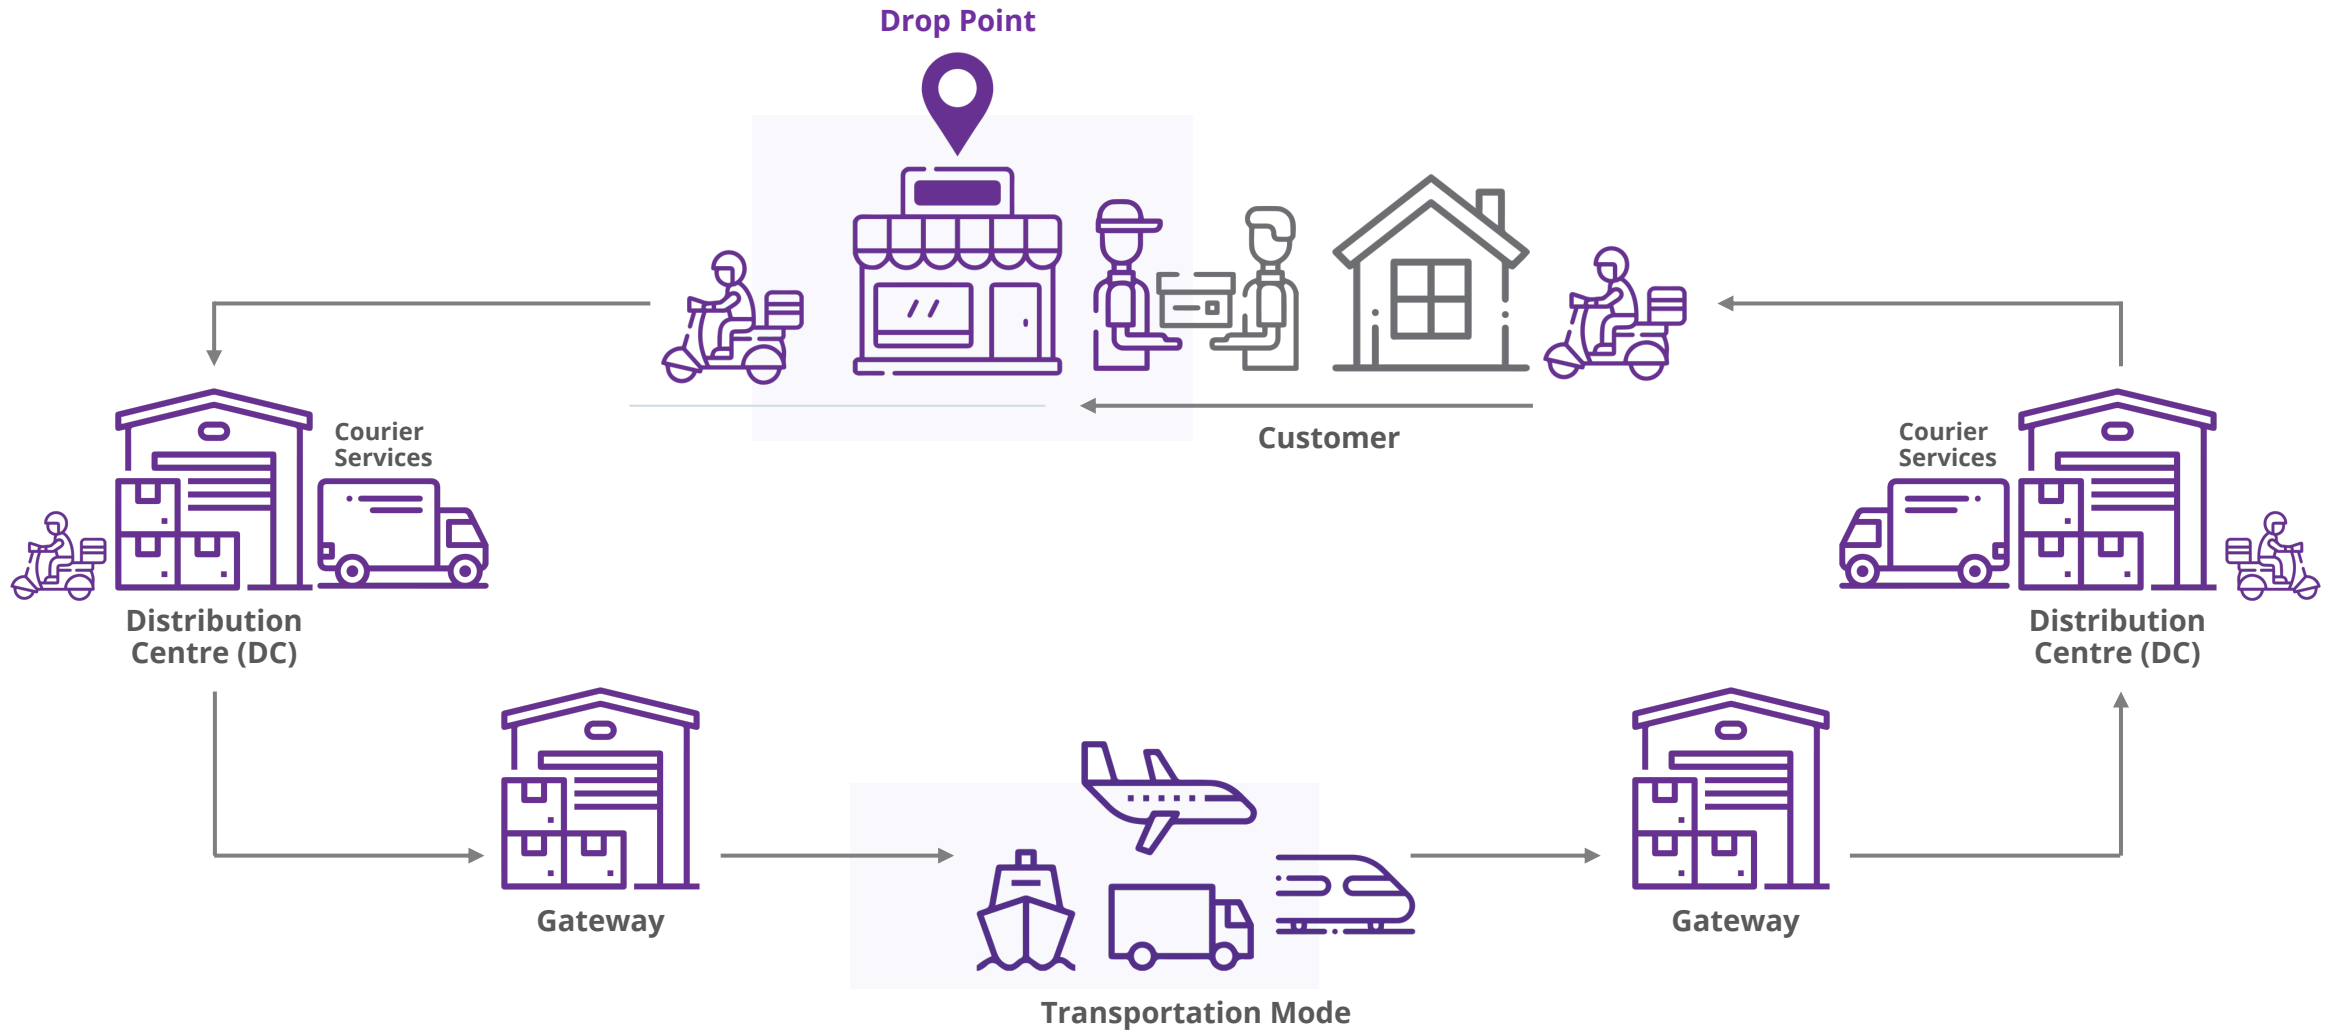 Drop Point
Customer
Courier
Services
Courier
Services
Distribution
Centre (DC)
Distribution
Centre (DC)
Gateway
Gateway
Transportation Mode